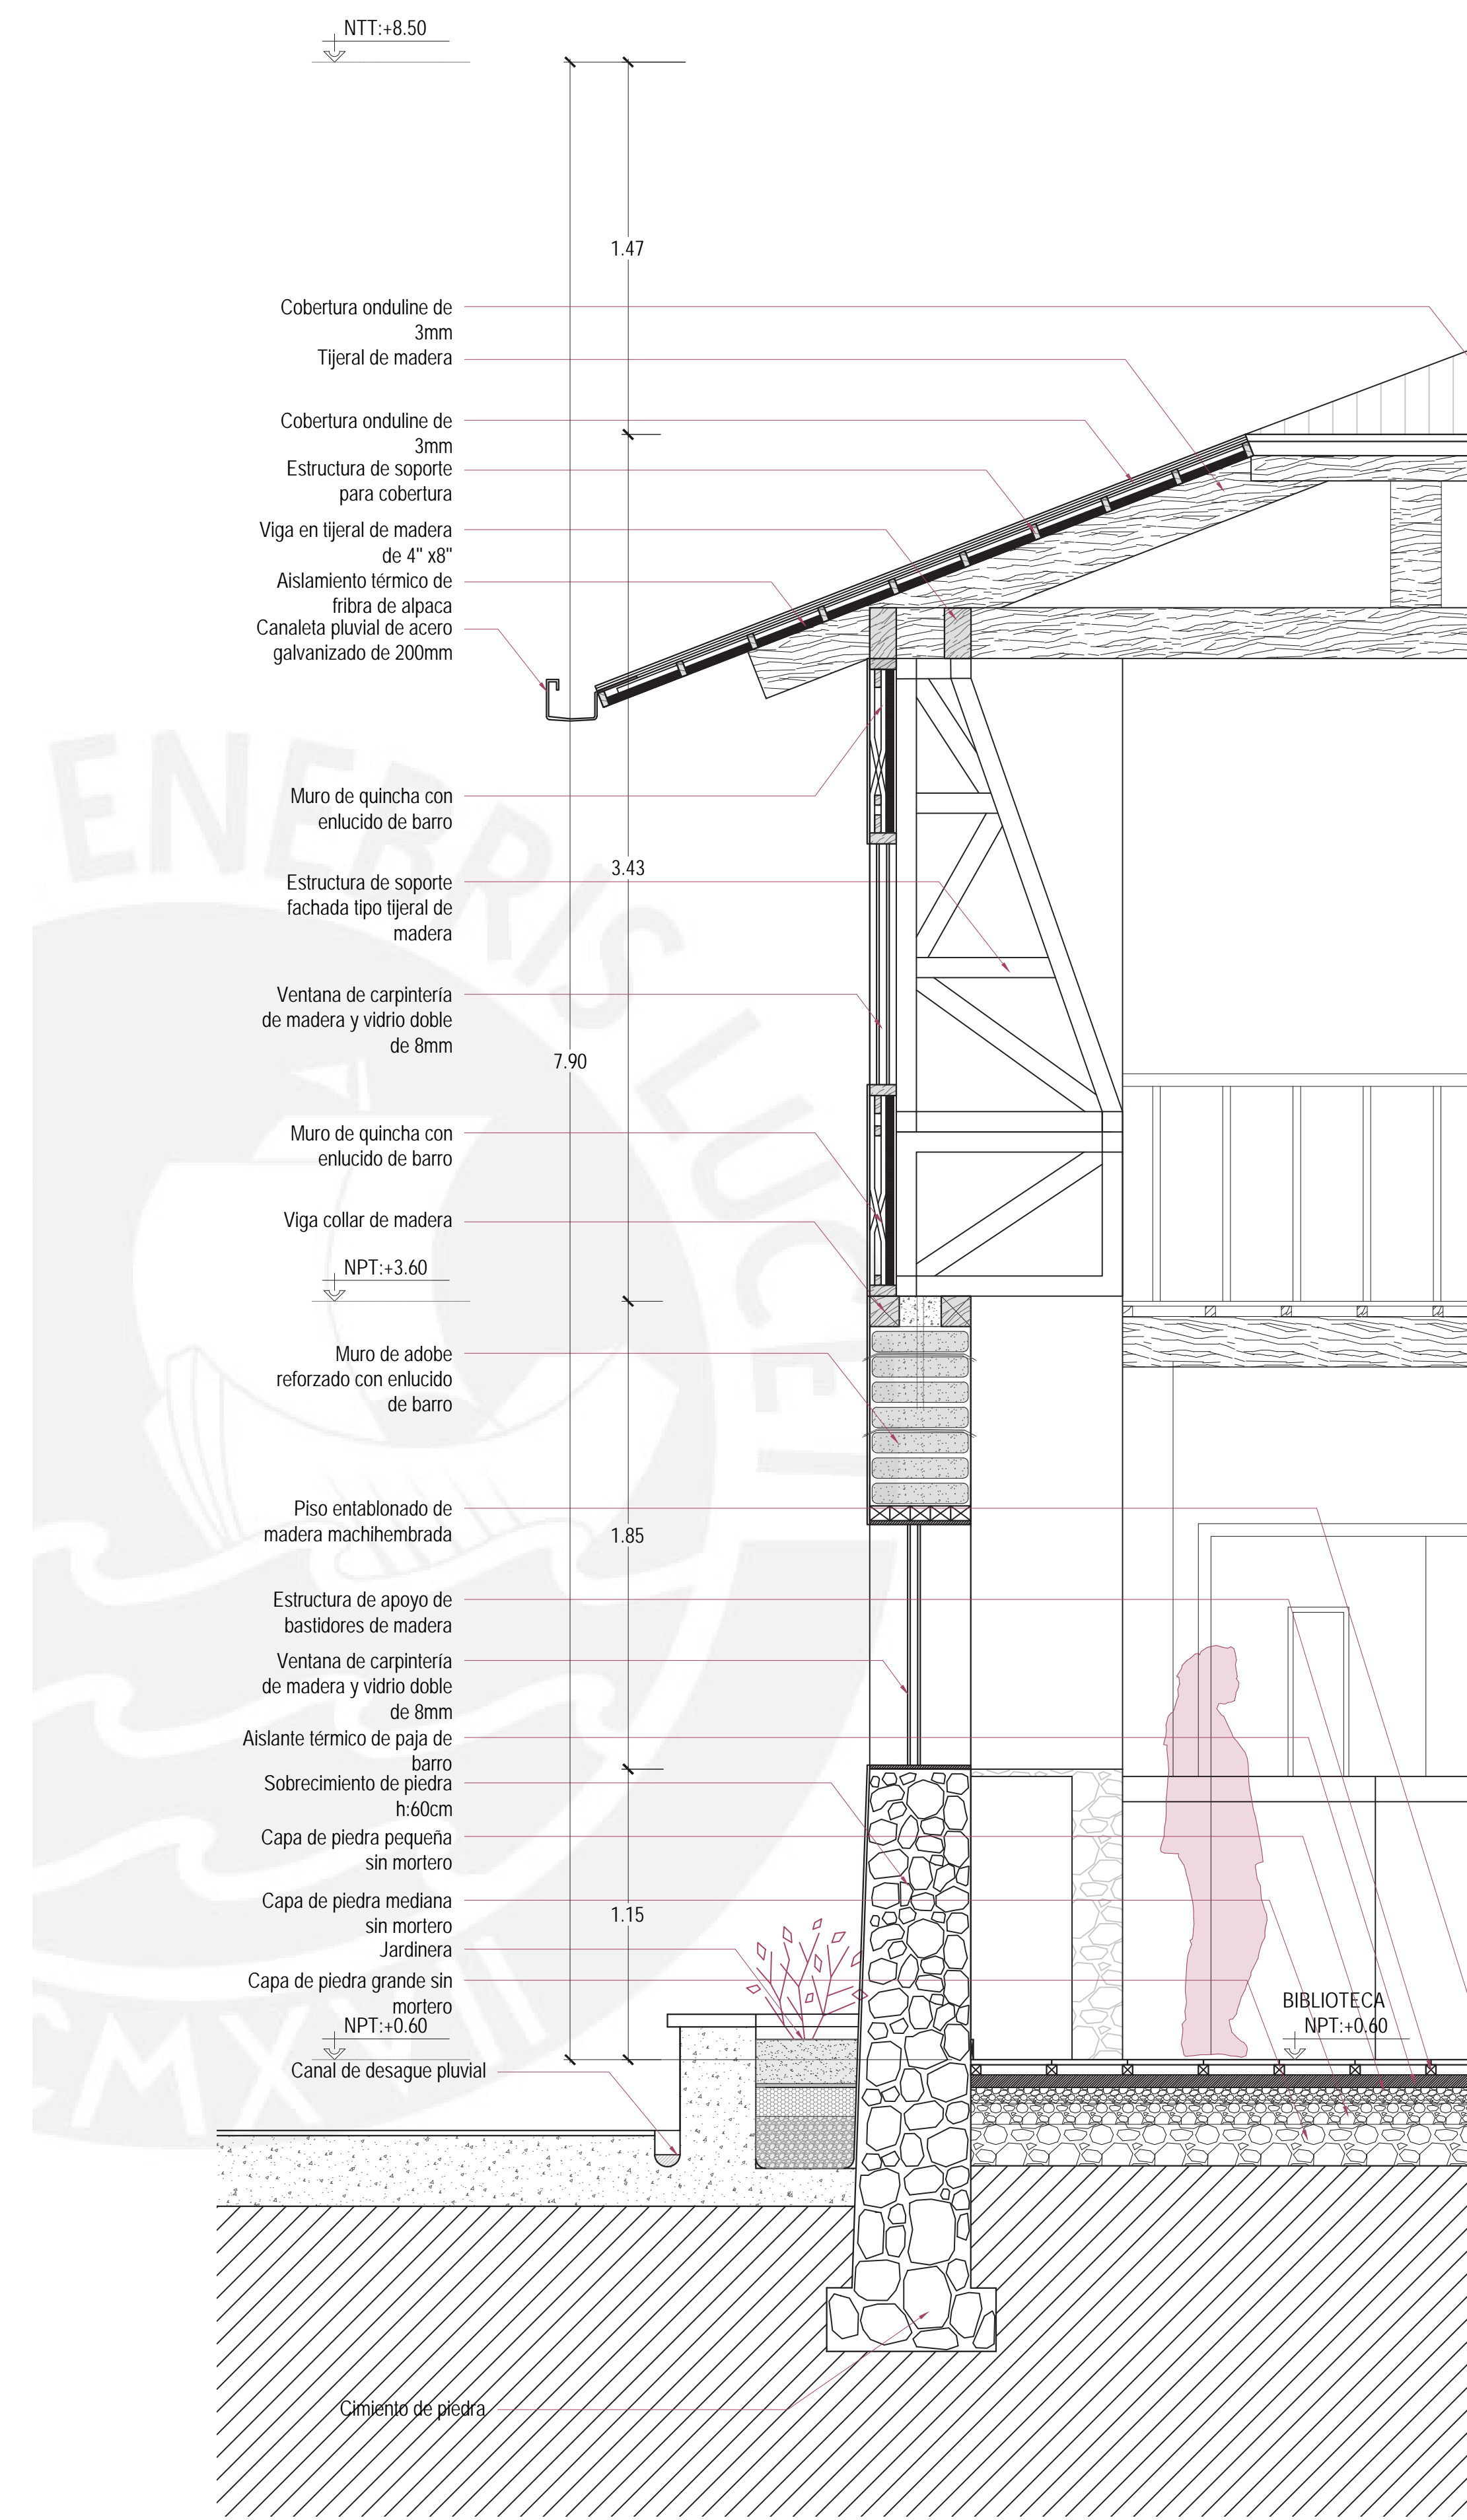 NTT:+8.50
1.47
Cobertura onduline de
3mm
Tijeral de madera
Cobertura onduline de
3mm
Estructura de soporte
para cobertura
Viga en tijeral de madera
de 4" x8"
Aislamiento térmico de
fribra de alpaca
Canaleta pluvial de acero
galvanizado de 200mm
ENEBRIS LUCET
Muro de quincha con
enlucido de barro
3.43
Estructura de soporte
fachada tipo tijeral de
madera
Ventana de carpintería
de madera y vidrio doble
de 8mm
7.90
Muro de quincha con
enlucido de barro
Viga collar de madera
NPT:+3.60
Muro de adobe
reforzado con enlucido
de barro
Piso entablonado de
madera machihembrada
1.85
Estructura de apoyo de
bastidores de madera
Ventana de carpintería
de madera y vidrio doble
de 8mm
Aislante térmico de paja de
barro
Sobrecimiento de piedra
h:60cm
Capa de piedra pequeña
sin mortero
Capa de piedra mediana
sin mortero
1.15
Jardinera
Capa de piedra grande sin
mortero
NPT:+0.60
BIBLIOTECA
NPT:+0.60
Canal de desague pluvial
CMXVII
Cimiento de piedra